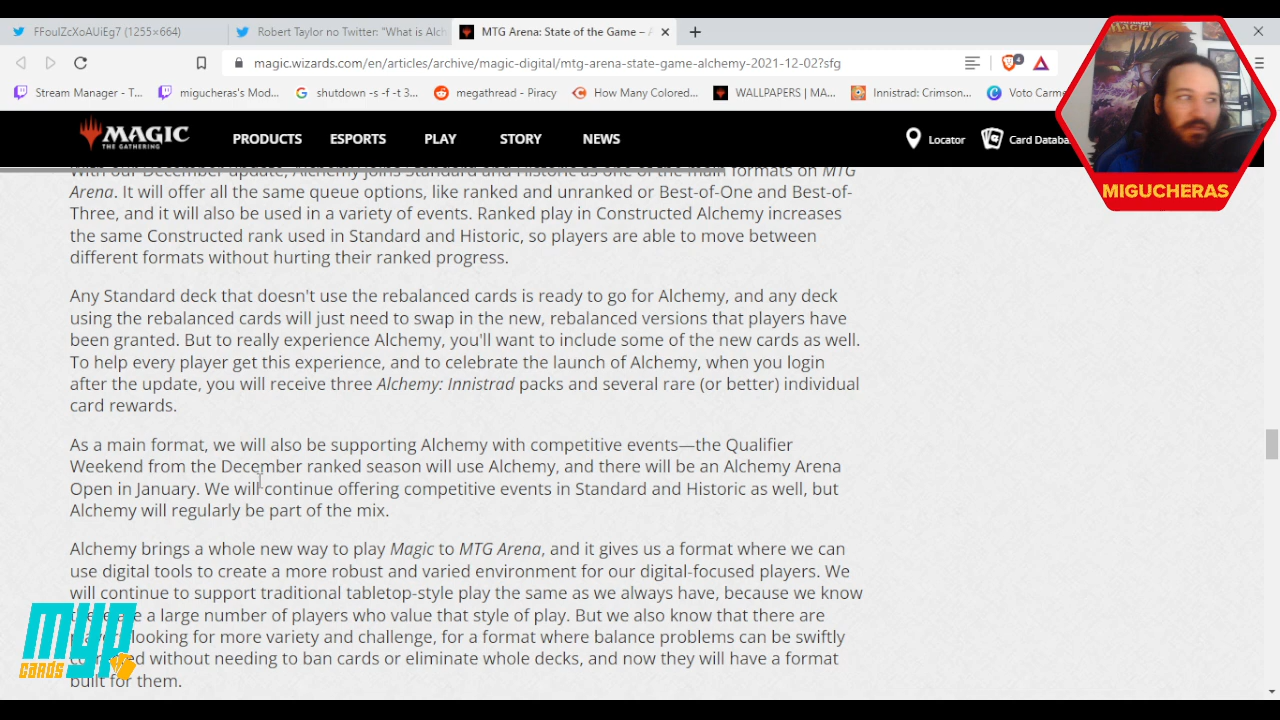 FFouIZcXoAUiEg7 (1255×664)
Robert Taylor no Twitter: "What is Alch
MTG Arena: State of the Game – A
magic.wizards.com/en/articles/archive/magic-digital/mtg-arena-state-game-alchemy-2021-12-02?sfg
4
Stream Manager - T...
migucheras's Mod...
shutdown -s -f -t 3...
megathread - Piracy
How Many Colored...
WALLPAPERS | MA...
Innistrad: Crimson...
Voto Carme
MAGIC
THE GATHERING
PRODUCTS
ESPORTS
PLAY
STORY
NEWS
Locator
Card Databa
MIGUCHERAS
With our December update, Alchemy joins Standard and Historic as one of the main formats on MTG
Arena. It will offer all the same queue options, like ranked and unranked or Best-of-One and Best-of-
Three, and it will also be used in a variety of events. Ranked play in Constructed Alchemy increases
the same Constructed rank used in Standard and Historic, so players are able to move between
different formats without hurting their ranked progress.
Any Standard deck that doesn't use the rebalanced cards is ready to go for Alchemy, and any deck
using the rebalanced cards will just need to swap in the new, rebalanced versions that players have
been granted. But to really experience Alchemy, you'll want to include some of the new cards as well.
To help every player get this experience, and to celebrate the launch of Alchemy, when you login
after the update, you will receive three Alchemy: Innistrad packs and several rare (or better) individual
card rewards.
As a main format, we will also be supporting Alchemy with competitive events—the Qualifier
Weekend from the December ranked season will use Alchemy, and there will be an Alchemy Arena
Open in January. We will continue offering competitive events in Standard and Historic as well, but
Alchemy will regularly be part of the mix.
Alchemy brings a whole new way to play Magic to MTG Arena, and it gives us a format where we can
use digital tools to create a more robust and varied environment for our digital-focused players. We
will continue to support traditional tabletop-style play the same as we always have, because we know
a large number of players who value that style of play. But we also know that there are
looking for more variety and challenge, for a format where balance problems can be swiftly
without needing to ban cards or eliminate whole decks, and now they will have a format
built for them.
myp
cards